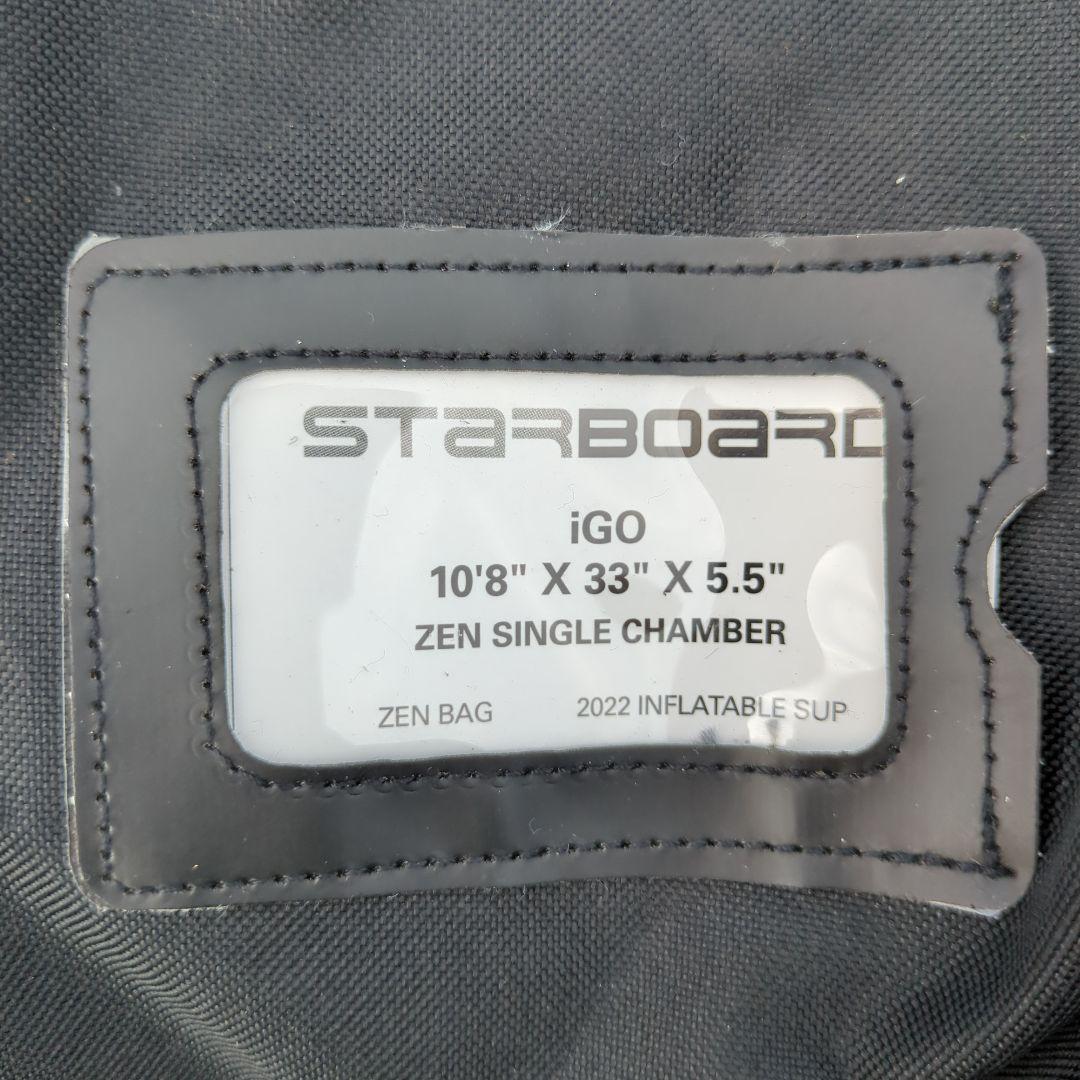 STARBOARD
iGO
10'8" X 33" X 5.5"
ZEN SINGLE CHAMBER
ZEN BAG 2022 INFLATABLE SUP